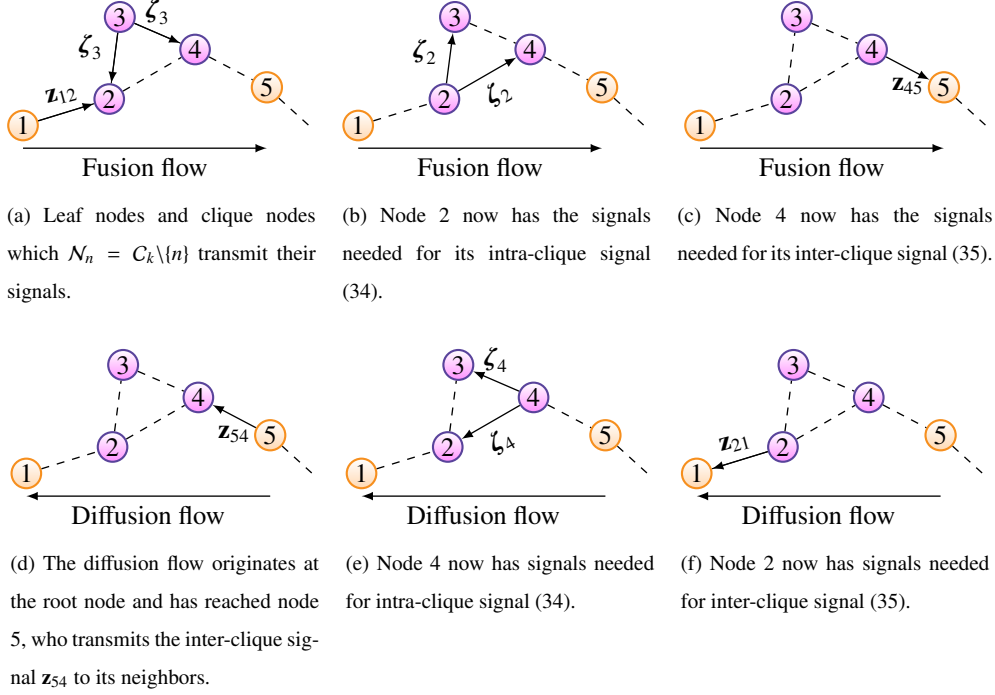 3
ζ3
ζ3
4
z12
2
5
1
Fusion flow
3
ζ2
4
2
ζ2
5
1
Fusion flow
3
4
z45
5
2
1
Fusion flow
(a) Leaf nodes and clique nodes
which 𝒩n = 𝒞k\{n} transmit their
signals.
(b) Node 2 now has the signals
needed for its intra-clique signal
(34).
(c) Node 4 now has the signals
needed for its inter-clique signal (35).
3
4
z54
5
2
1
Diffusion flow
3
ζ4
4
2
ζ4
5
1
Diffusion flow
3
4
z21
2
5
1
Diffusion flow
(d) The diffusion flow originates at
the root node and has reached node
5, who transmits the inter-clique sig-
nal z54 to its neighbors.
(e) Node 4 now has signals needed
for intra-clique signal (34).
(f) Node 2 now has signals needed
for inter-clique signal (35).